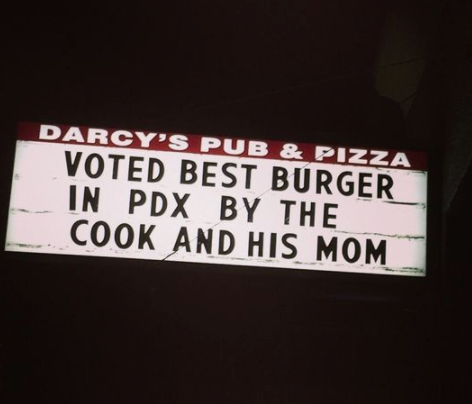 DARCY'S PUB & PIZZA
VOTED BEST BURGER
IN PDX BY THE
COOK AND HIS MOM